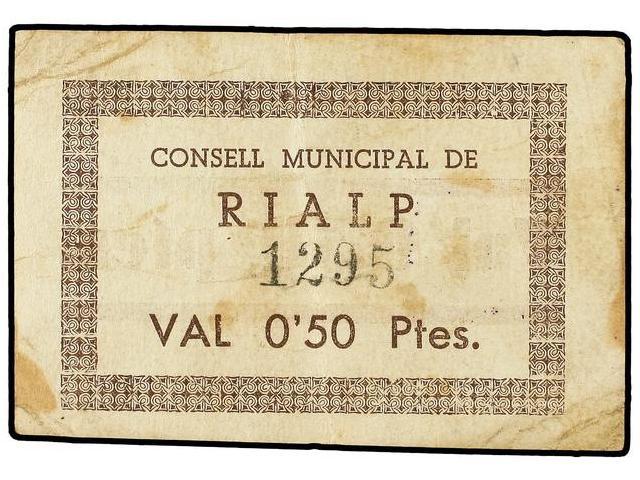 CONSELL MUNICIPAL DE
RIALP
1295
VAL 0'50 Ptes.